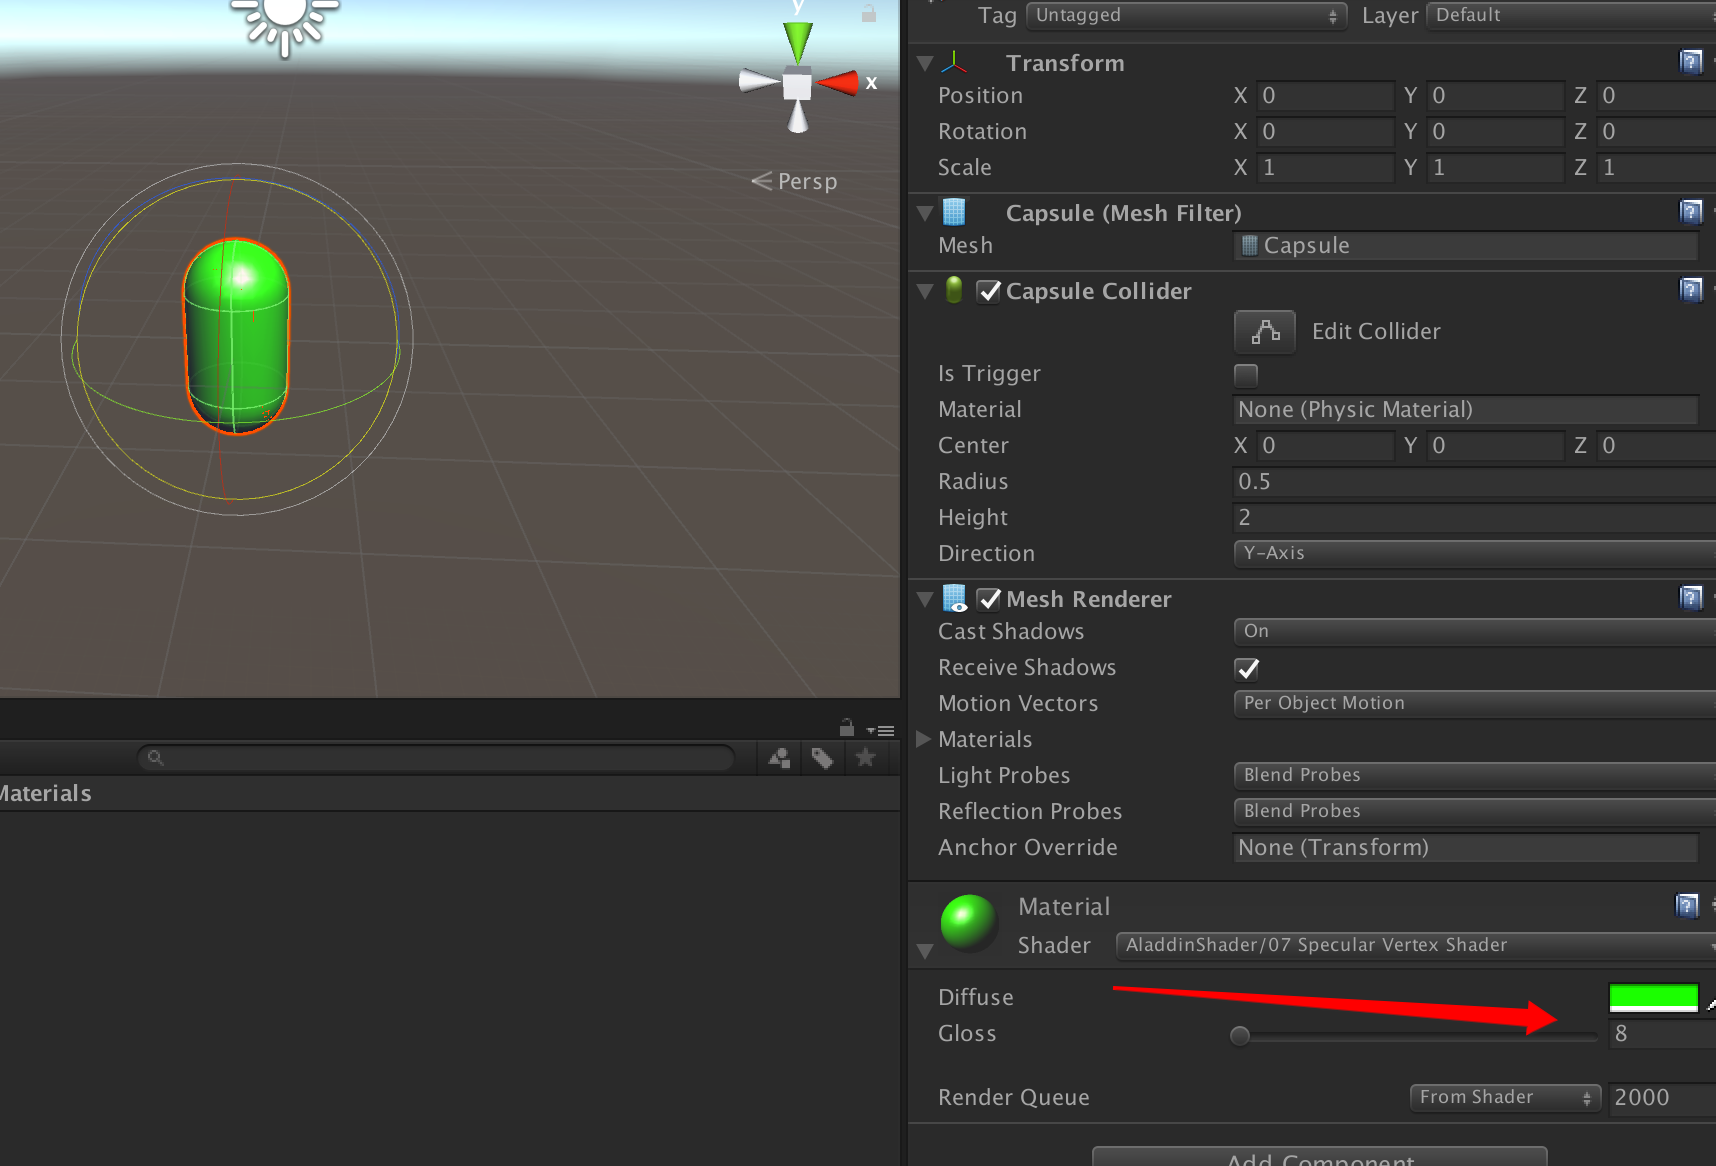 y
x
Persp
Materials
Tag Untagged Layer Default
Transform
Position X 0 Y 0 Z 0
Rotation X 0 Y 0 Z 0
Scale X 1 Y 1 Z 1
Capsule (Mesh Filter)
Mesh Capsule
Capsule Collider
Edit Collider
Is Trigger
Material None (Physic Material)
Center X 0 Y 0 Z 0
Radius 0.5
Height 2
Direction Y-Axis
Mesh Renderer
Cast Shadows On
Receive Shadows
Motion Vectors Per Object Motion
Materials
Light Probes Blend Probes
Reflection Probes Blend Probes
Anchor Override None (Transform)
Material
Shader AladdinShader/07 Specular Vertex Shader
Diffuse
Gloss 8
Render Queue From Shader 2000
Add Component